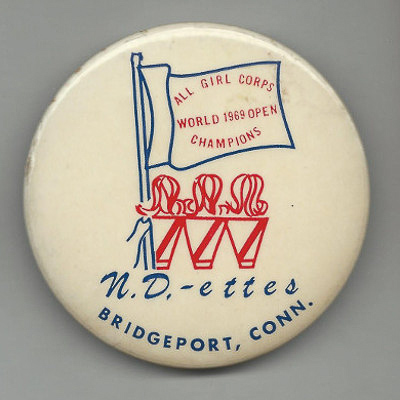 ALL GIRL CORPS
WORLD 1969 OPEN
CHAMPIONS
N.D.-ettes
BRIDGEPORT, CONN.